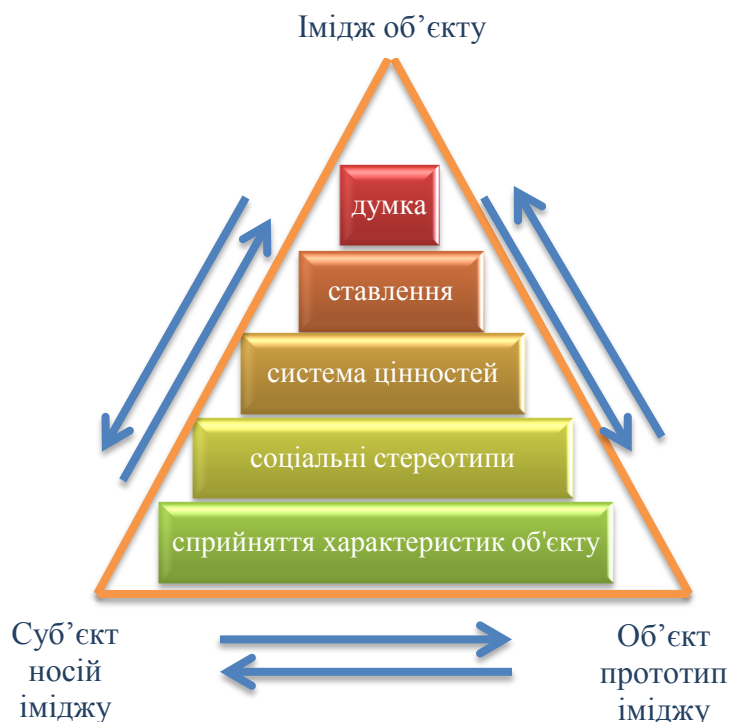 Імідж об’єкту
думка
ставлення
система цінностей
соціальні стереотипи
сприйняття характеристик об'єкту
Суб’єкт
носій
іміджу
Об’єкт
прототип
іміджу